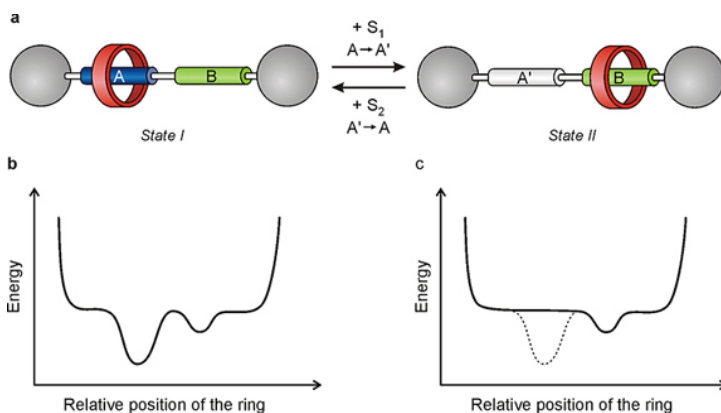 a
+ S₁
A→A'
A
B
+ S₂
A'→A
A'
B
State I
State II
b
Energy
Relative position of the ring
c
Energy
Relative position of the ring